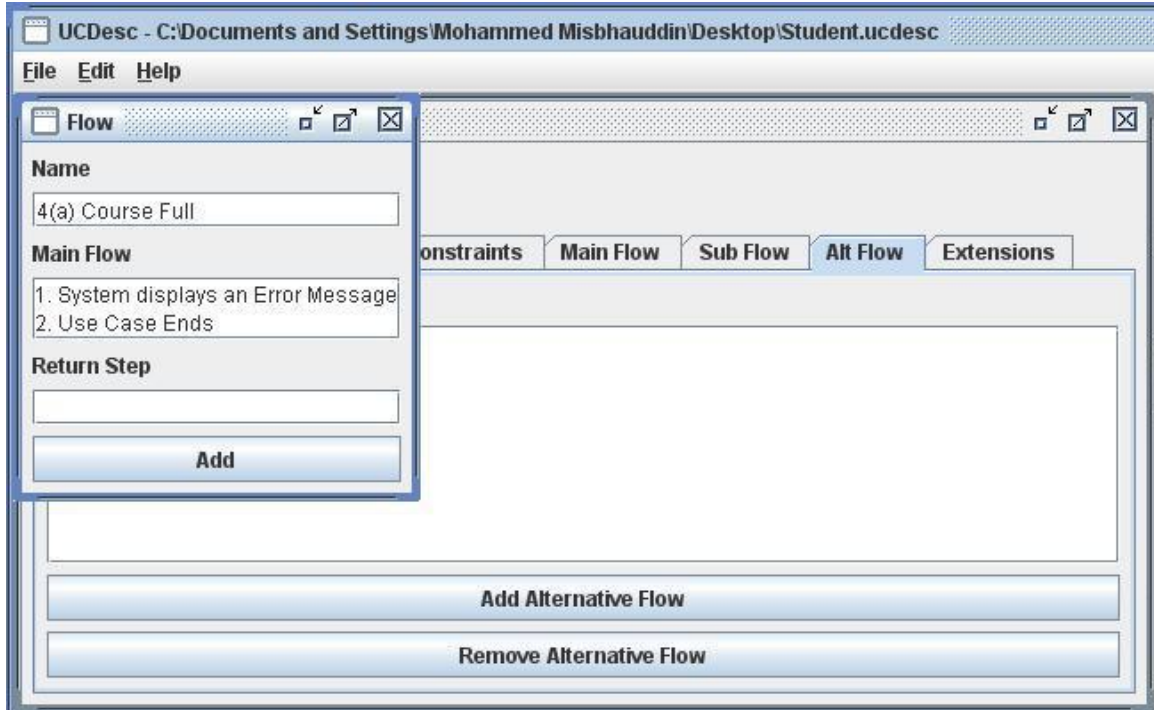 UCDesc - C:\Documents and Settings\Mohammed Misbhauddin\Desktop\Student.ucdesc
File Edit Help
Flow
Name
4(a) Course Full
Main Flow
1. System displays an Error Message
2. Use Case Ends
Return Step
Add
onstraints Main Flow Sub Flow Alt Flow Extensions
Add Alternative Flow
Remove Alternative Flow